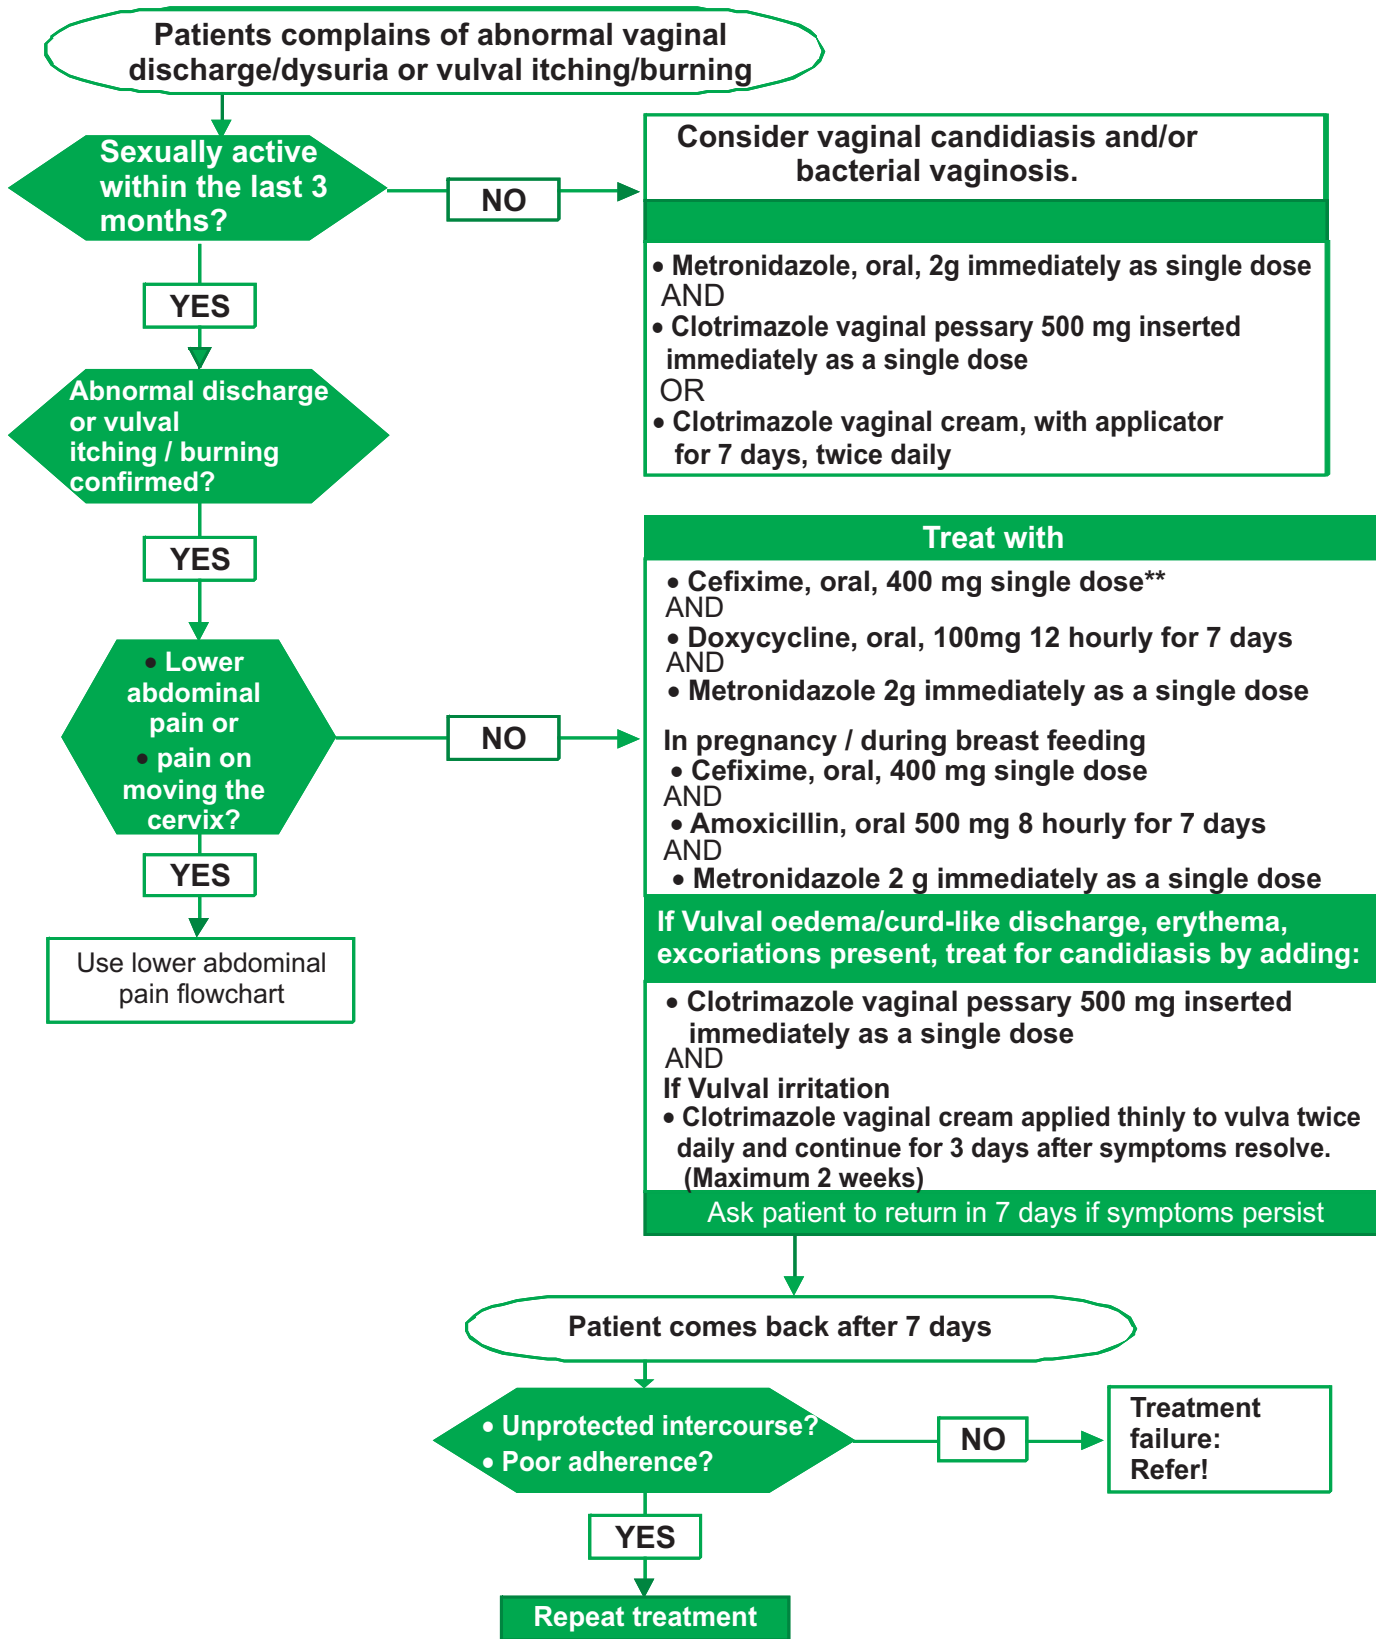 Patients complains of abnormal vaginal
discharge/dysuria or vulval itching/burning
Sexually active
within the last 3
months?
NO
Consider vaginal candidiasis and/or
bacterial vaginosis.
• Metronidazole, oral, 2g immediately as single dose
AND
• Clotrimazole vaginal pessary 500 mg inserted
immediately as a single dose
OR
• Clotrimazole vaginal cream, with applicator
for 7 days, twice daily
YES
Abnormal discharge
or vulval
itching / burning
confirmed?
YES
• Lower
abdominal
pain or
• pain on
moving the
cervix?
NO
YES
Use lower abdominal
pain flowchart
Treat with
• Cefixime, oral, 400 mg single dose**
AND
• Doxycycline, oral, 100mg 12 hourly for 7 days
AND
• Metronidazole 2g immediately as a single dose
In pregnancy / during breast feeding
• Cefixime, oral, 400 mg single dose
AND
• Amoxicillin, oral 500 mg 8 hourly for 7 days
AND
• Metronidazole 2 g immediately as a single dose
If Vulval oedema/curd-like discharge, erythema,
excoriations present, treat for candidiasis by adding:
• Clotrimazole vaginal pessary 500 mg inserted
immediately as a single dose
AND
If Vulval irritation
• Clotrimazole vaginal cream applied thinly to vulva twice
daily and continue for 3 days after symptoms resolve.
(Maximum 2 weeks)
Ask patient to return in 7 days if symptoms persist
Patient comes back after 7 days
• Unprotected intercourse?
• Poor adherence?
NO
Treatment
failure:
Refer!
YES
Repeat treatment